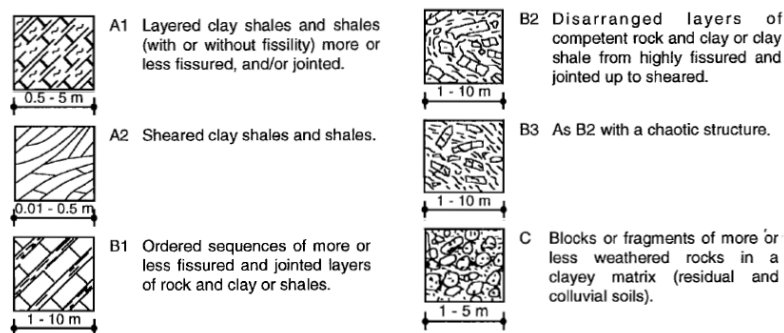 A1 Layered clay shales and shales
(with or without fissility) more or
less fissured, and/or jointed.
0.5 - 5 m
A2 Sheared clay shales and shales.
0.01 - 0.5 m
B1 Ordered sequences of more or
less fissured and jointed layers
of rock and clay or shales.
1 - 10 m
B2 Disarranged layers of
competent rock and clay or clay
shale from highly fissured and
jointed up to sheared.
1 - 10 m
B3 As B2 with a chaotic structure.
1 - 10 m
C Blocks or fragments of more or
less weathered rocks in a
clayey matrix (residual and
colluvial soils).
1 - 5 m